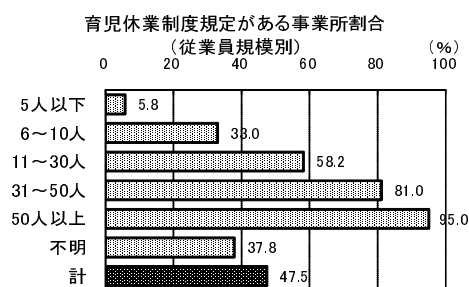 育児休業制度規定がある事業所割合
（従業員規模別）
（％）
0 20 40 60 80 100
5人以下 5.8
6～10人 33.0
11～30人 58.2
31～50人 81.0
50人以上 95.0
不明 37.8
計 47.5